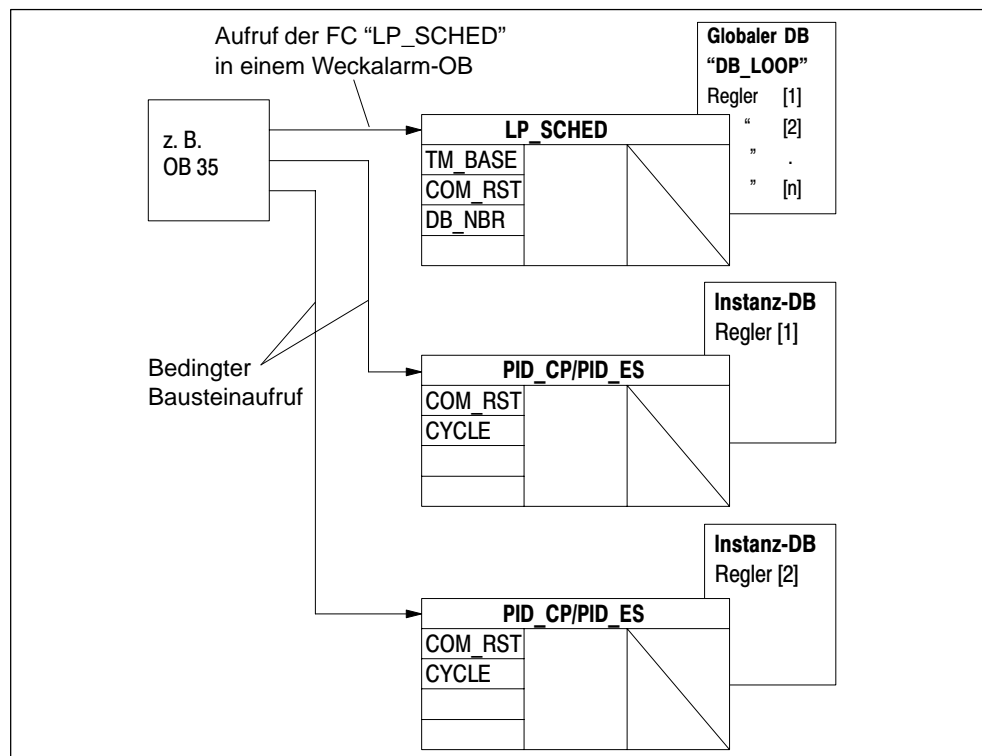 Aufruf der FC “LP_SCHED”
in einem Weckalarm-OB
Globaler DB
“DB_LOOP”
Regler [1]
“ [2]
” .
” [n]
z. B.
OB 35
LP_SCHED
TM_BASE
COM_RST
DB_NBR
Instanz-DB
Regler [1]
Bedingter
Bausteinaufruf
PID_CP/PID_ES
COM_RST
CYCLE
Instanz-DB
Regler [2]
PID_CP/PID_ES
COM_RST
CYCLE